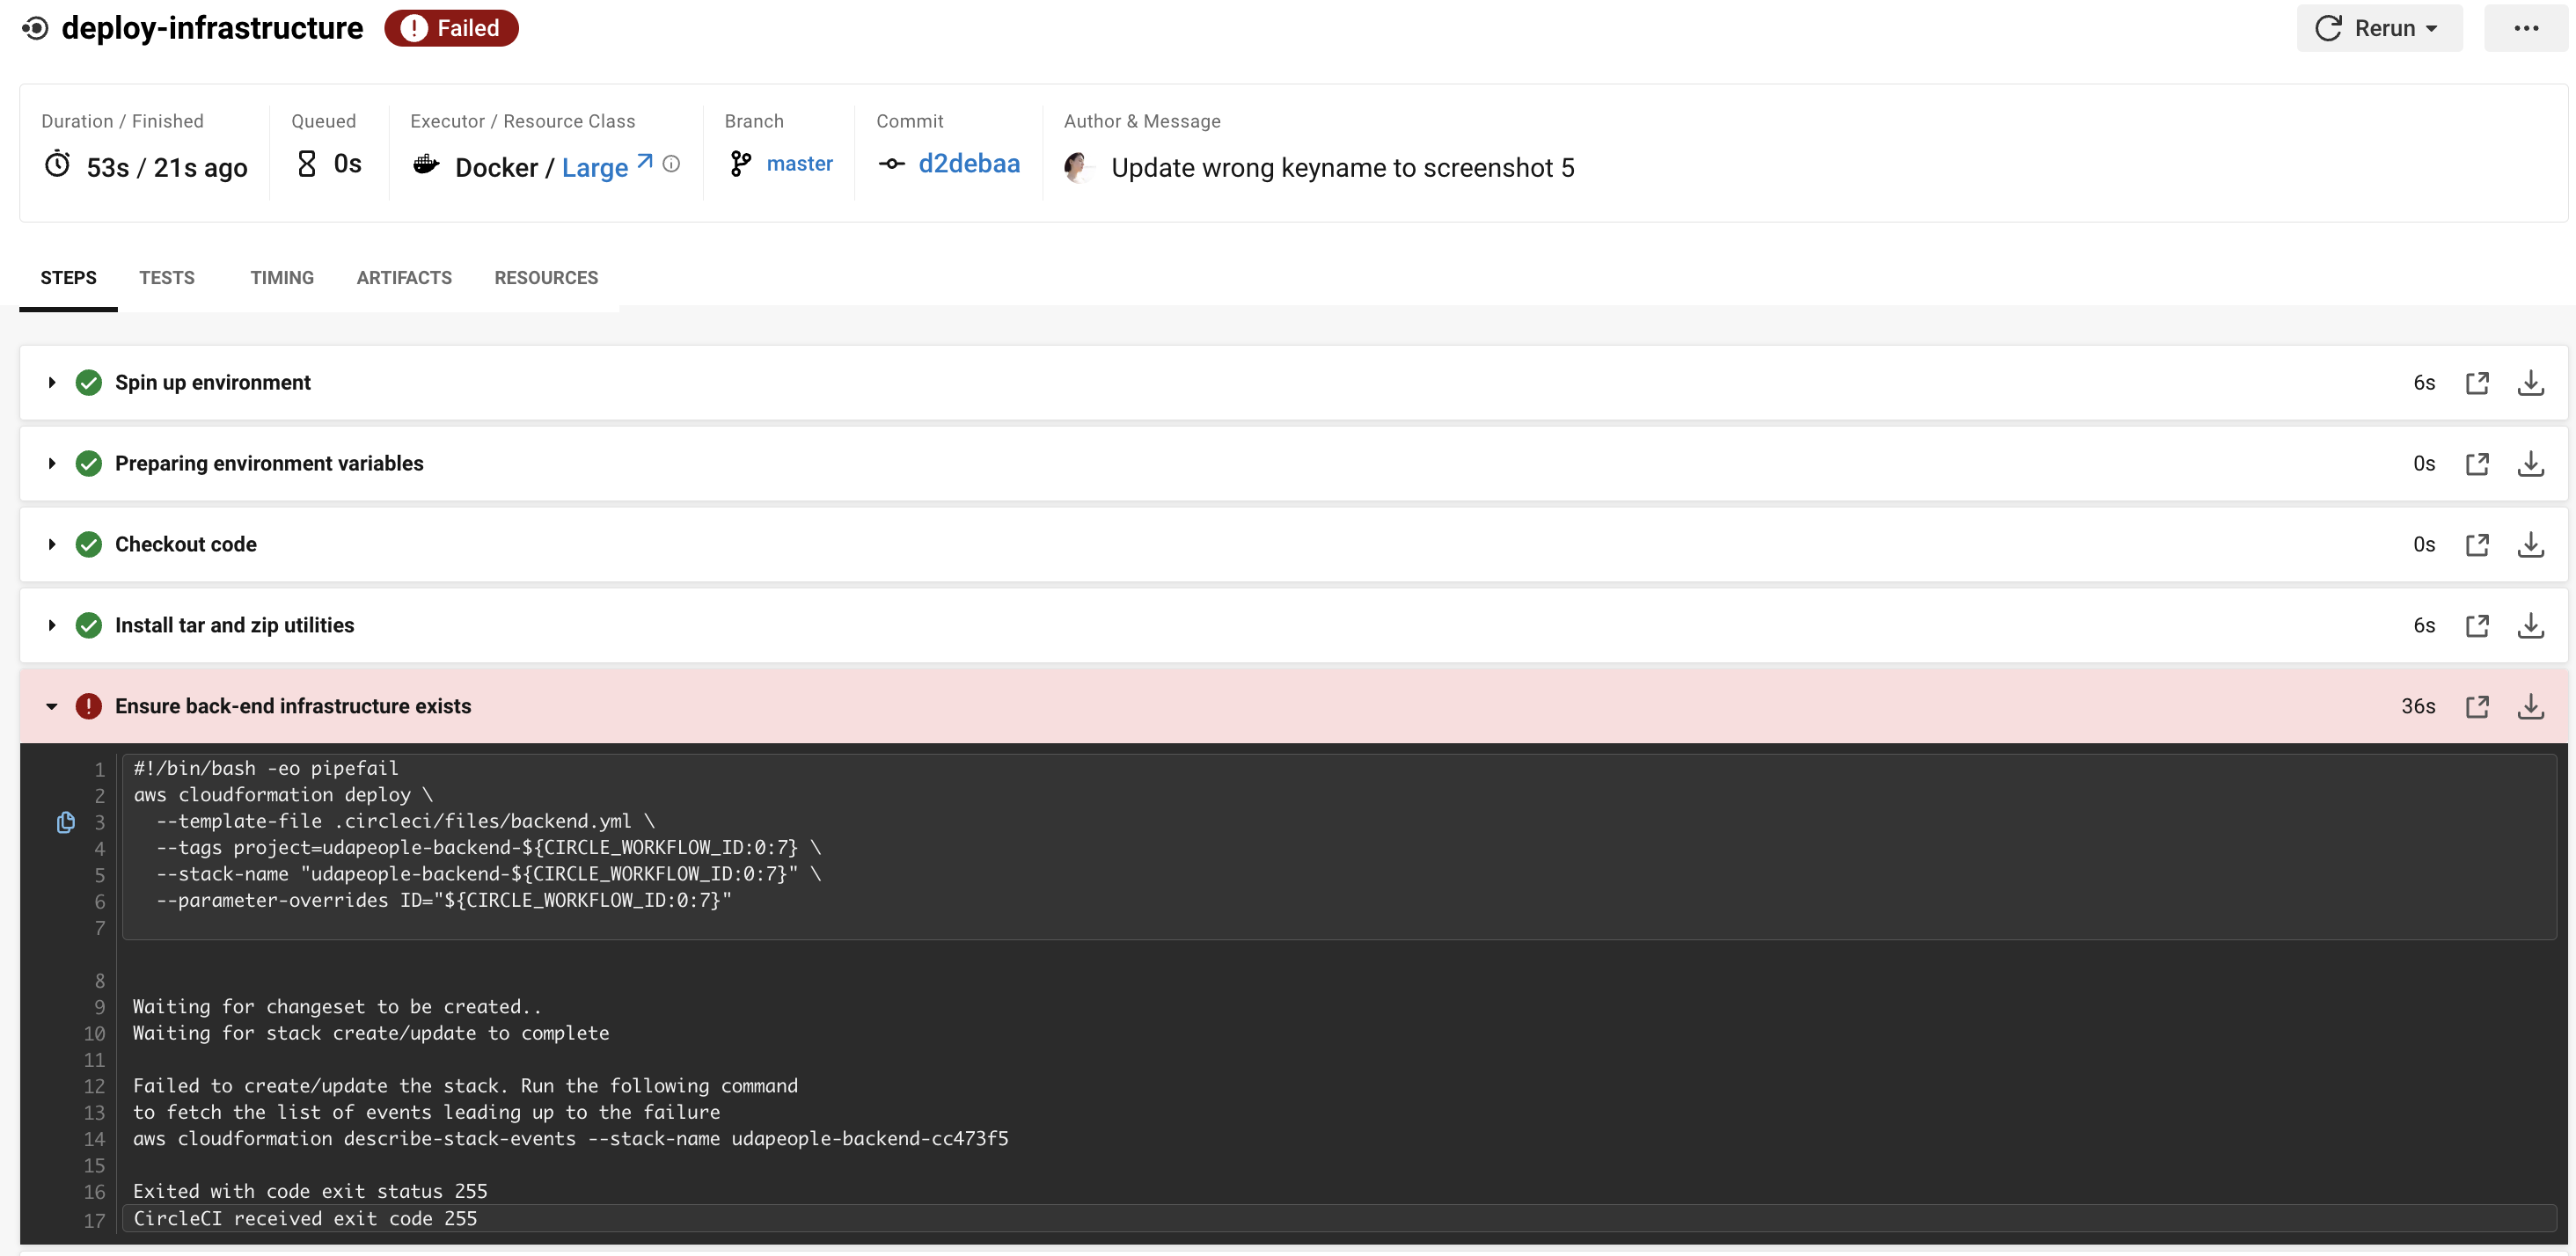 deploy-infrastructure Failed Rerun
Duration / Finished Queued Executor / Resource Class Branch Commit Author & Message
53s / 21s ago 0s Docker / Large master d2debaa Update wrong keyname to screenshot 5
STEPS TESTS TIMING ARTIFACTS RESOURCES
Spin up environment 6s
Preparing environment variables 0s
Checkout code 0s
Install tar and zip utilities 6s
Ensure back-end infrastructure exists 36s
1 #!/bin/bash -eo pipefail
2 aws cloudformation deploy \
3 --template-file .circleci/files/backend.yml \
4 --tags project=udapeople-backend-${CIRCLE_WORKFLOW_ID:0:7} \
5 --stack-name "udapeople-backend-${CIRCLE_WORKFLOW_ID:0:7}" \
6 --parameter-overrides ID="${CIRCLE_WORKFLOW_ID:0:7}"
7
8
9 Waiting for changeset to be created..
10 Waiting for stack create/update to complete
11
12 Failed to create/update the stack. Run the following command
13 to fetch the list of events leading up to the failure
14 aws cloudformation describe-stack-events --stack-name udapeople-backend-cc473f5
15
16 Exited with code exit status 255
17 CircleCI received exit code 255